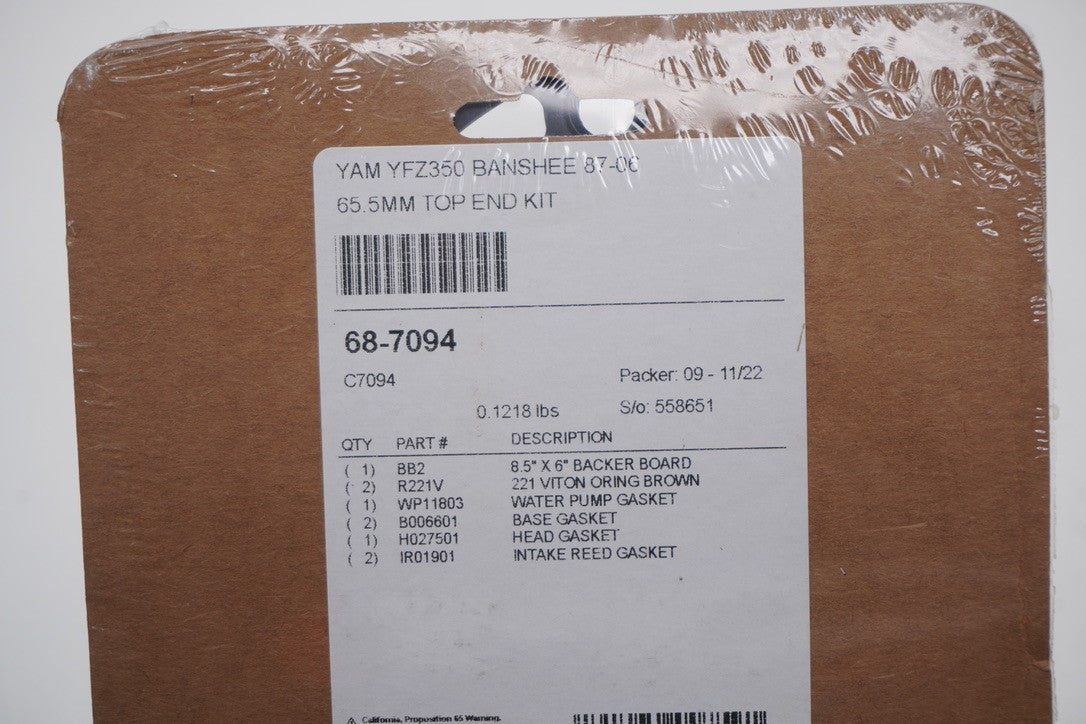 YAM YFZ350 BANSHEE 87-06
65.5MM TOP END KIT
68-7094
C7094
Packer: 09 - 11/22
0.1218 lbs
S/o: 558651
QTY PART # DESCRIPTION
( 1) BB2 8.5" X 6" BACKER BOARD
( 2) R221V 221 VITON ORING BROWN
( 1) WP11803 WATER PUMP GASKET
( 2) B006601 BASE GASKET
( 1) H027501 HEAD GASKET
( 2) IR01901 INTAKE REED GASKET
California, Proposition 65 Warning.